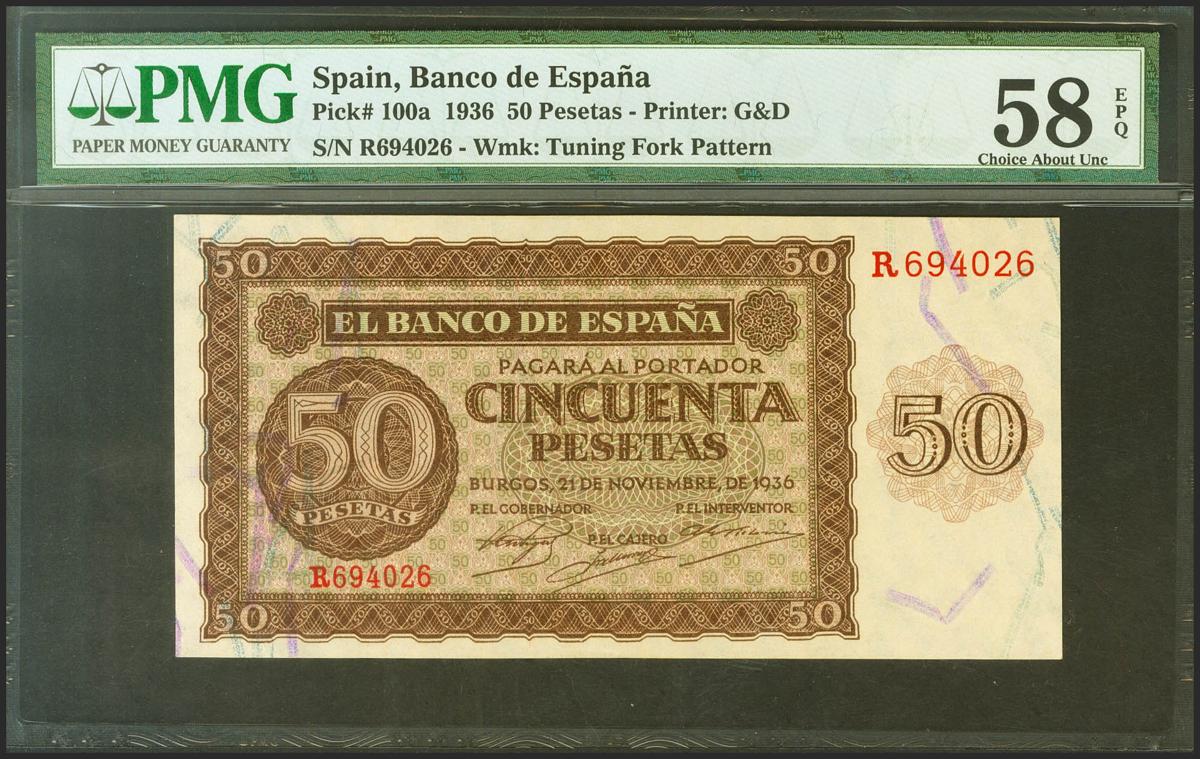 PMG
PAPER MONEY GUARANTY
Spain, Banco de España
Pick# 100a 1936 50 Pesetas - Printer: G&D
S/N R694026 - Wmk: Tuning Fork Pattern
58
EPQ
Choice About Unc
50 50
R694026
EL BANCO DE ESPAÑA
PAGARÁ AL PORTADOR
CINCUENTA
PESETAS
50
PESETAS
50
BURGOS, 21 DE NOVIEMBRE, DE 1936
P.EL GOBERNADOR P.EL INTERVENTOR
P.EL CAJERO
R694026
50 50